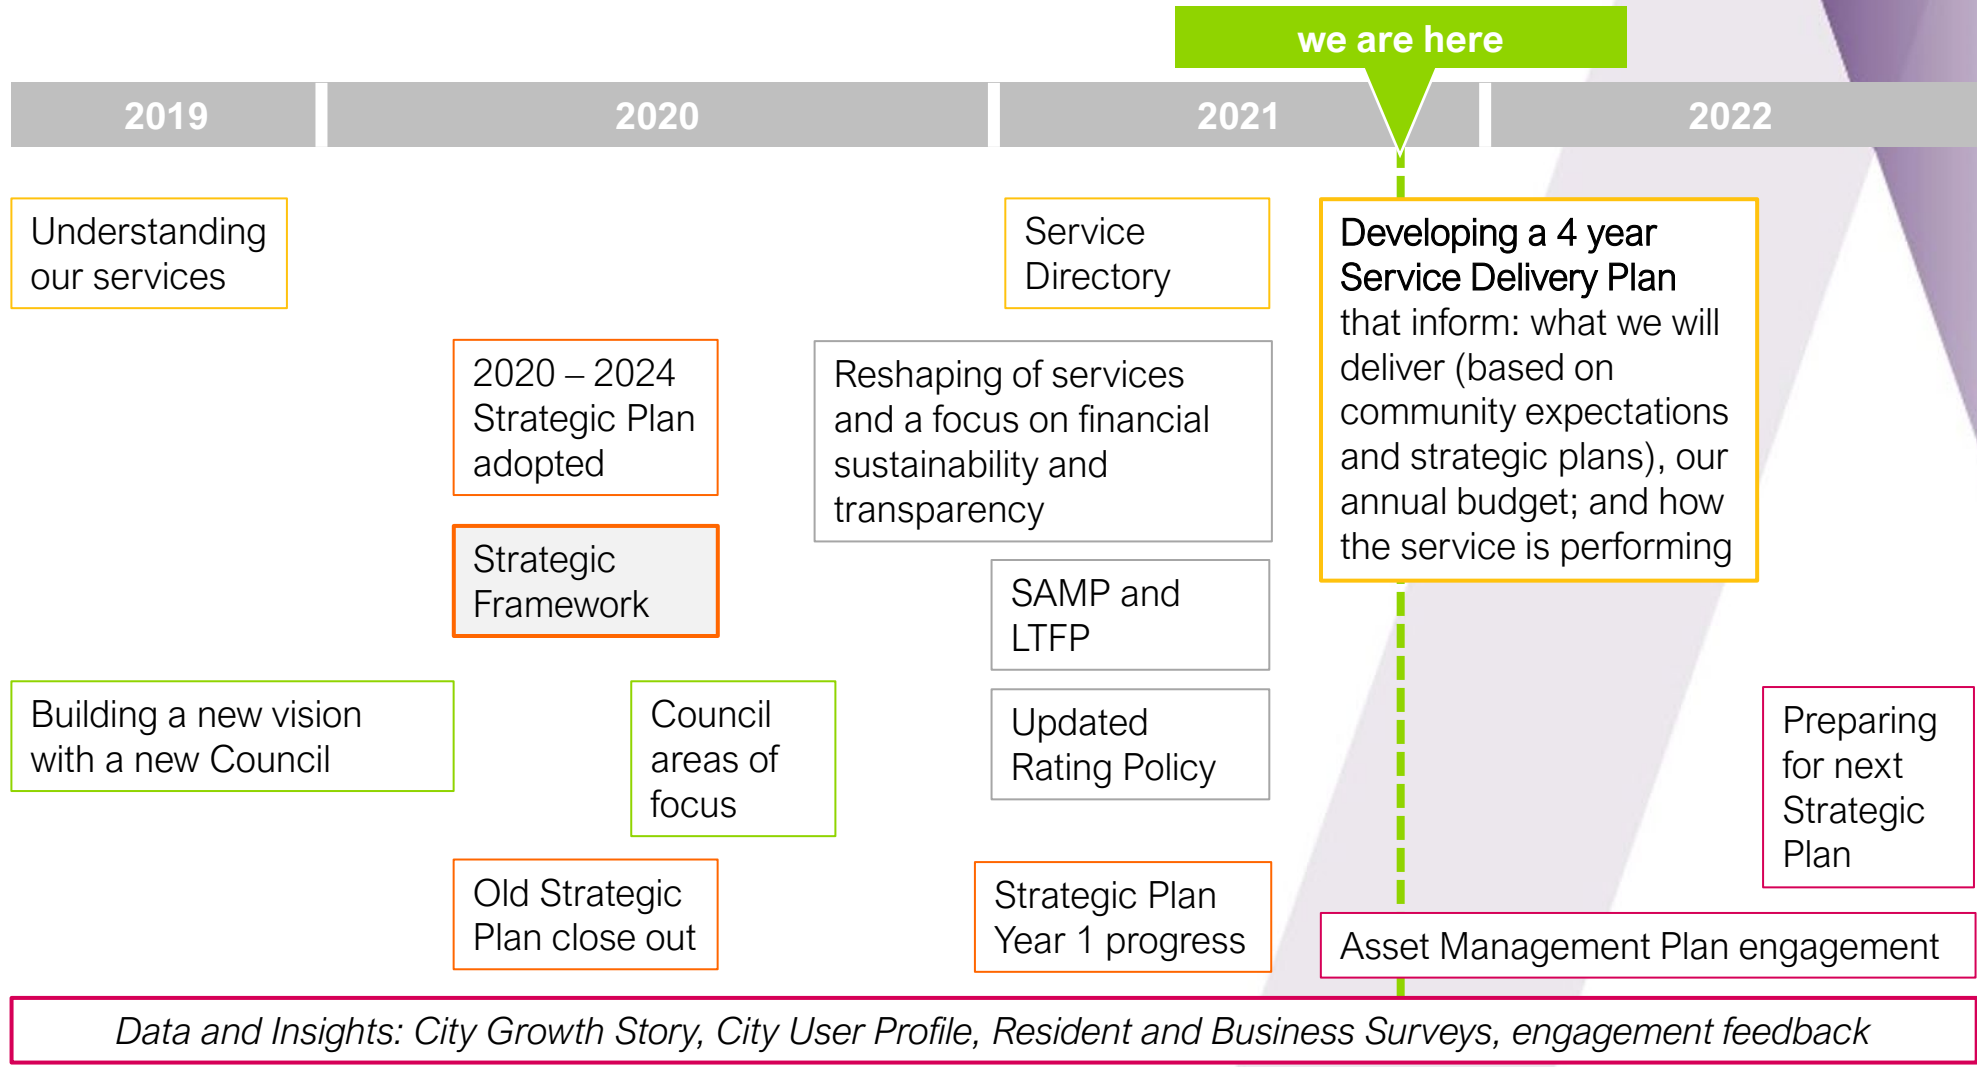 we are here
2019
2020
2021
2022
Understanding
our services
Service
Directory
Developing a 4 year
Service Delivery Plan
that inform: what we will
deliver (based on
community expectations
and strategic plans), our
annual budget; and how
the service is performing
2020 – 2024
Strategic Plan
adopted
Reshaping of services
and a focus on financial
sustainability and
transparency
Strategic
Framework
SAMP and
LTFP
Building a new vision
with a new Council
Council
areas of
focus
Updated
Rating Policy
Preparing
for next
Strategic
Plan
Old Strategic
Plan close out
Strategic Plan
Year 1 progress
Asset Management Plan engagement
Data and Insights: City Growth Story, City User Profile, Resident and Business Surveys, engagement feedback